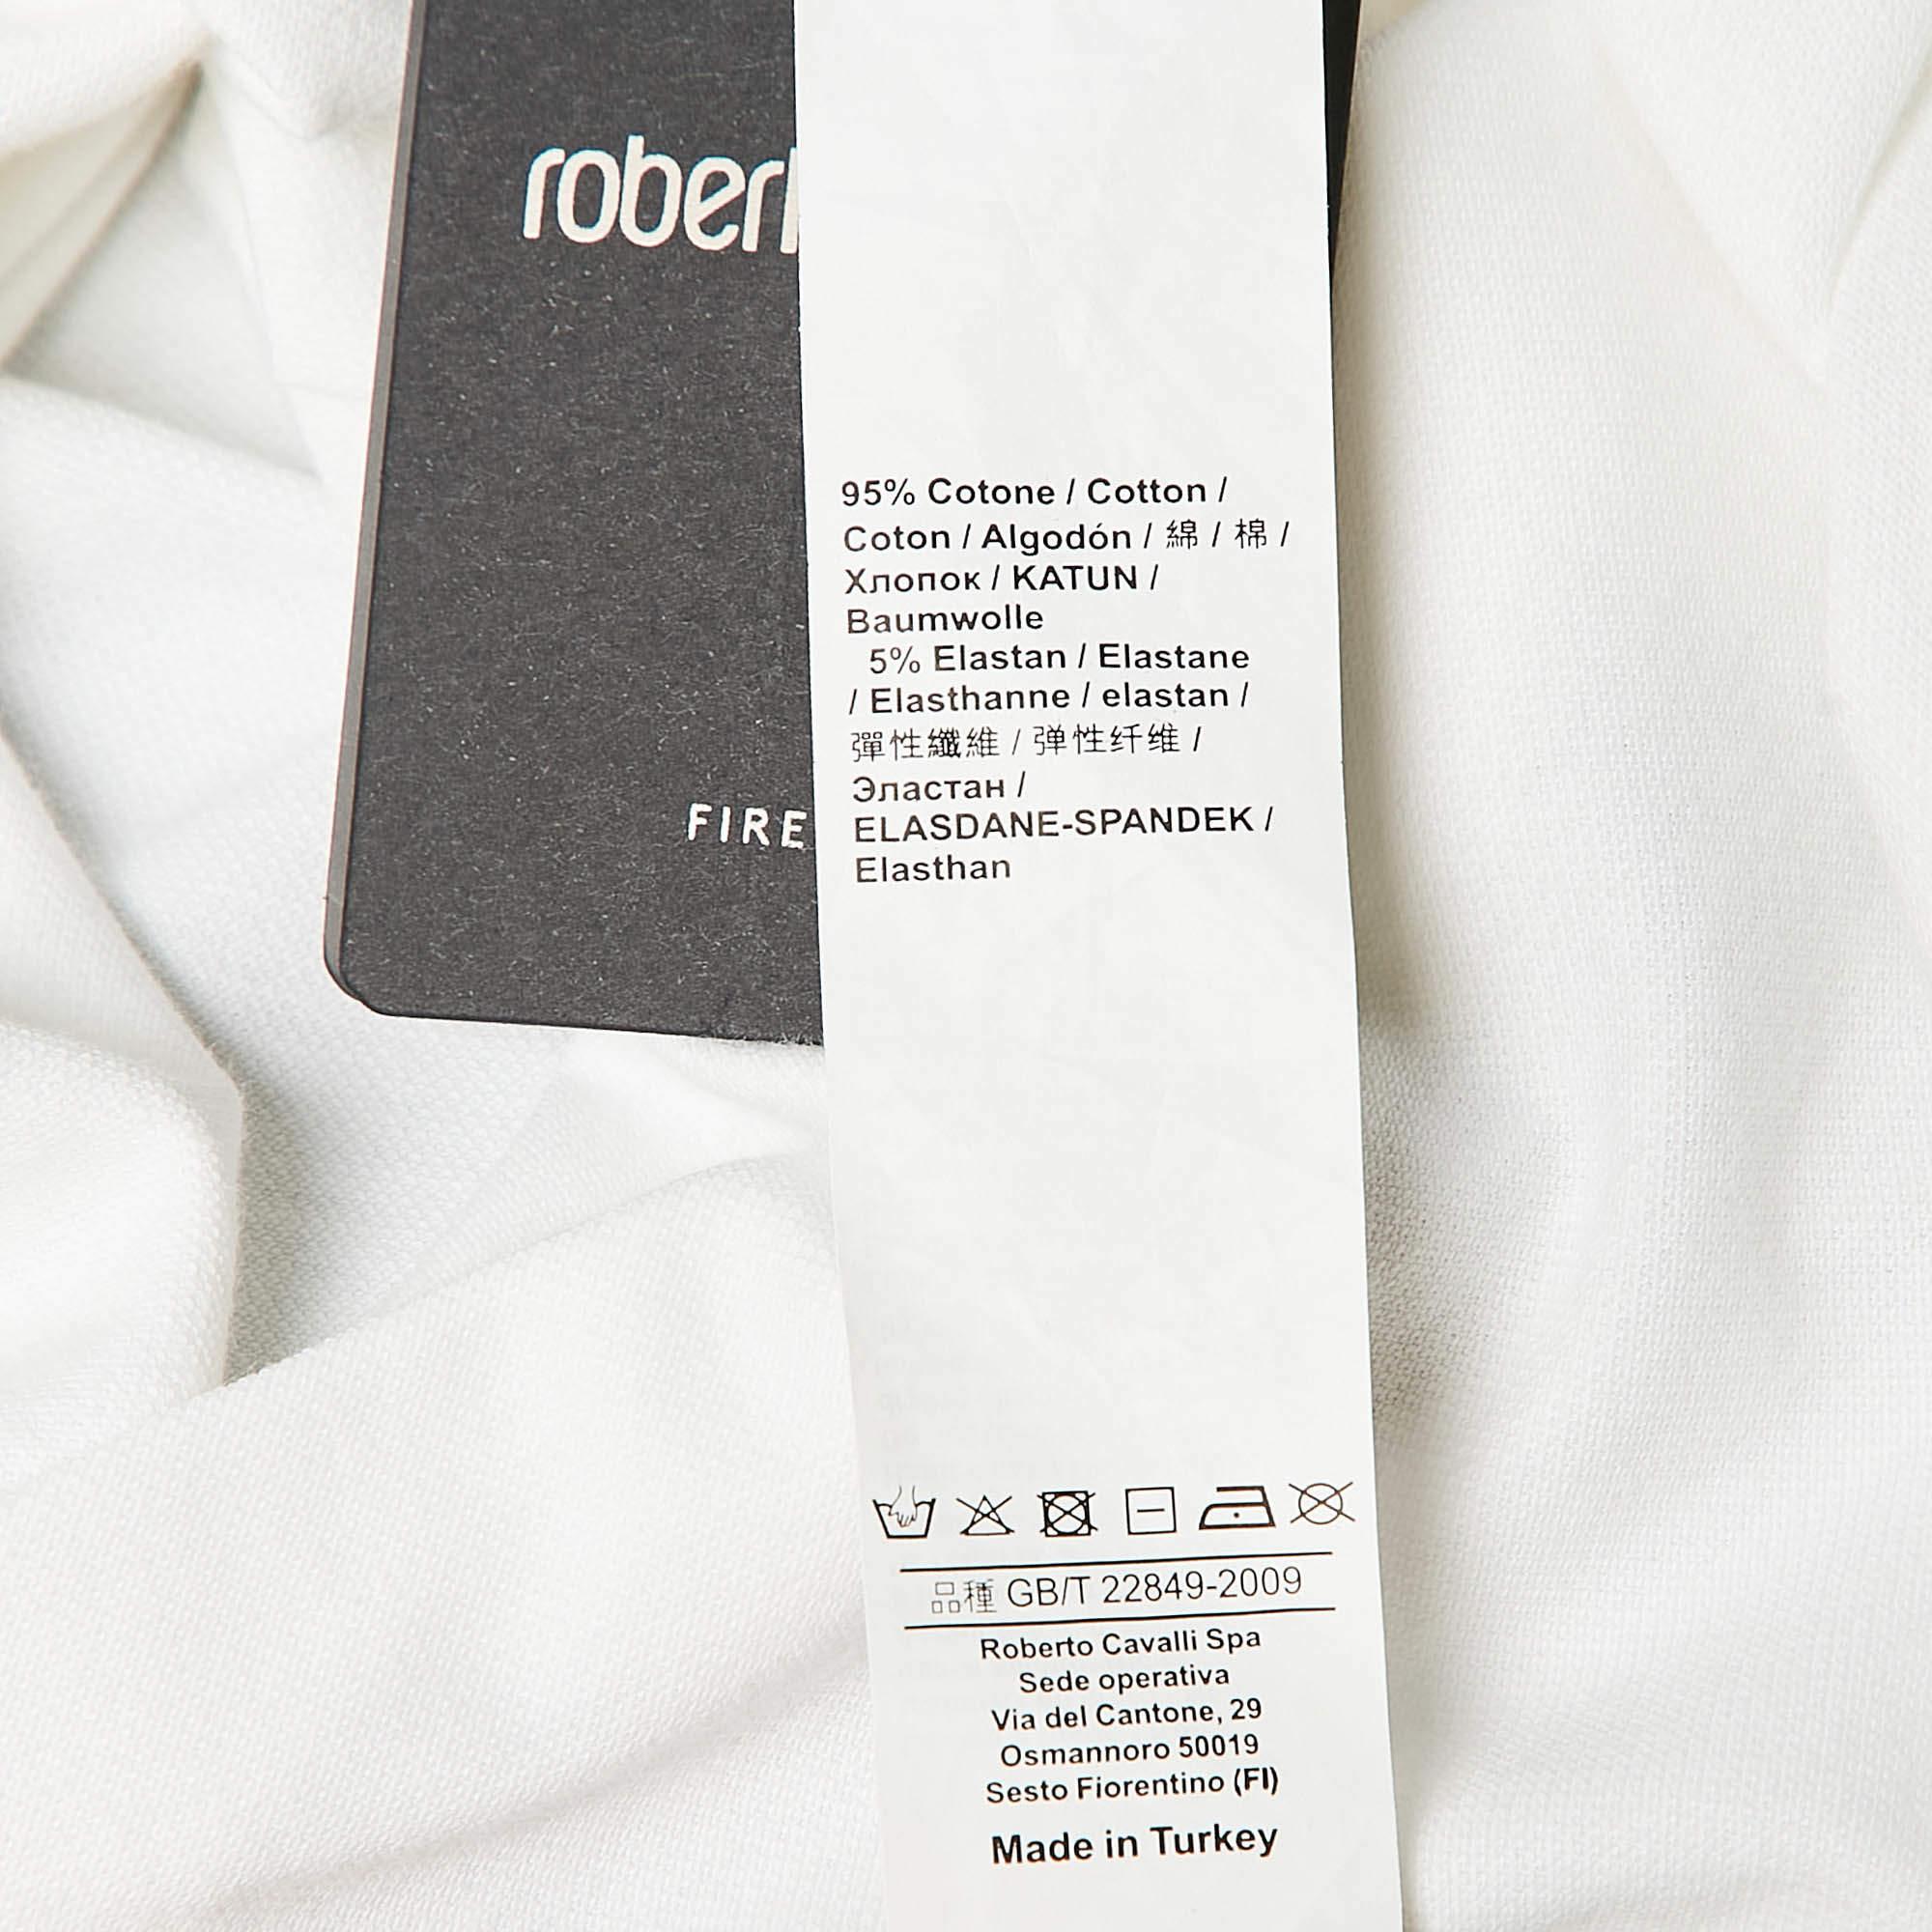 rober
FIRE
95% Cotone / Cotton /
Coton / Algodón / 綿 / 棉 /
Хлопок / KATUN /
Baumwolle
5% Elastan / Elastane
/ Elasthanne / elastan /
彈性纖維 / 弹性纤维 /
Эластан /
ELASDANE-SPANDEK /
Elasthan
品種 GB/T 22849-2009
Roberto Cavalli Spa
Sede operativa
Via del Cantone, 29
Osmannoro 50019
Sesto Fiorentino (FI)
Made in Turkey